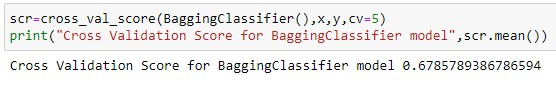 scr=cross_val_score(BaggingClassifier(),x,y,cv=5)
print("Cross Validation Score for BaggingClassifier model",scr.mean())
Cross Validation Score for BaggingClassifier model 0.6785789386786594